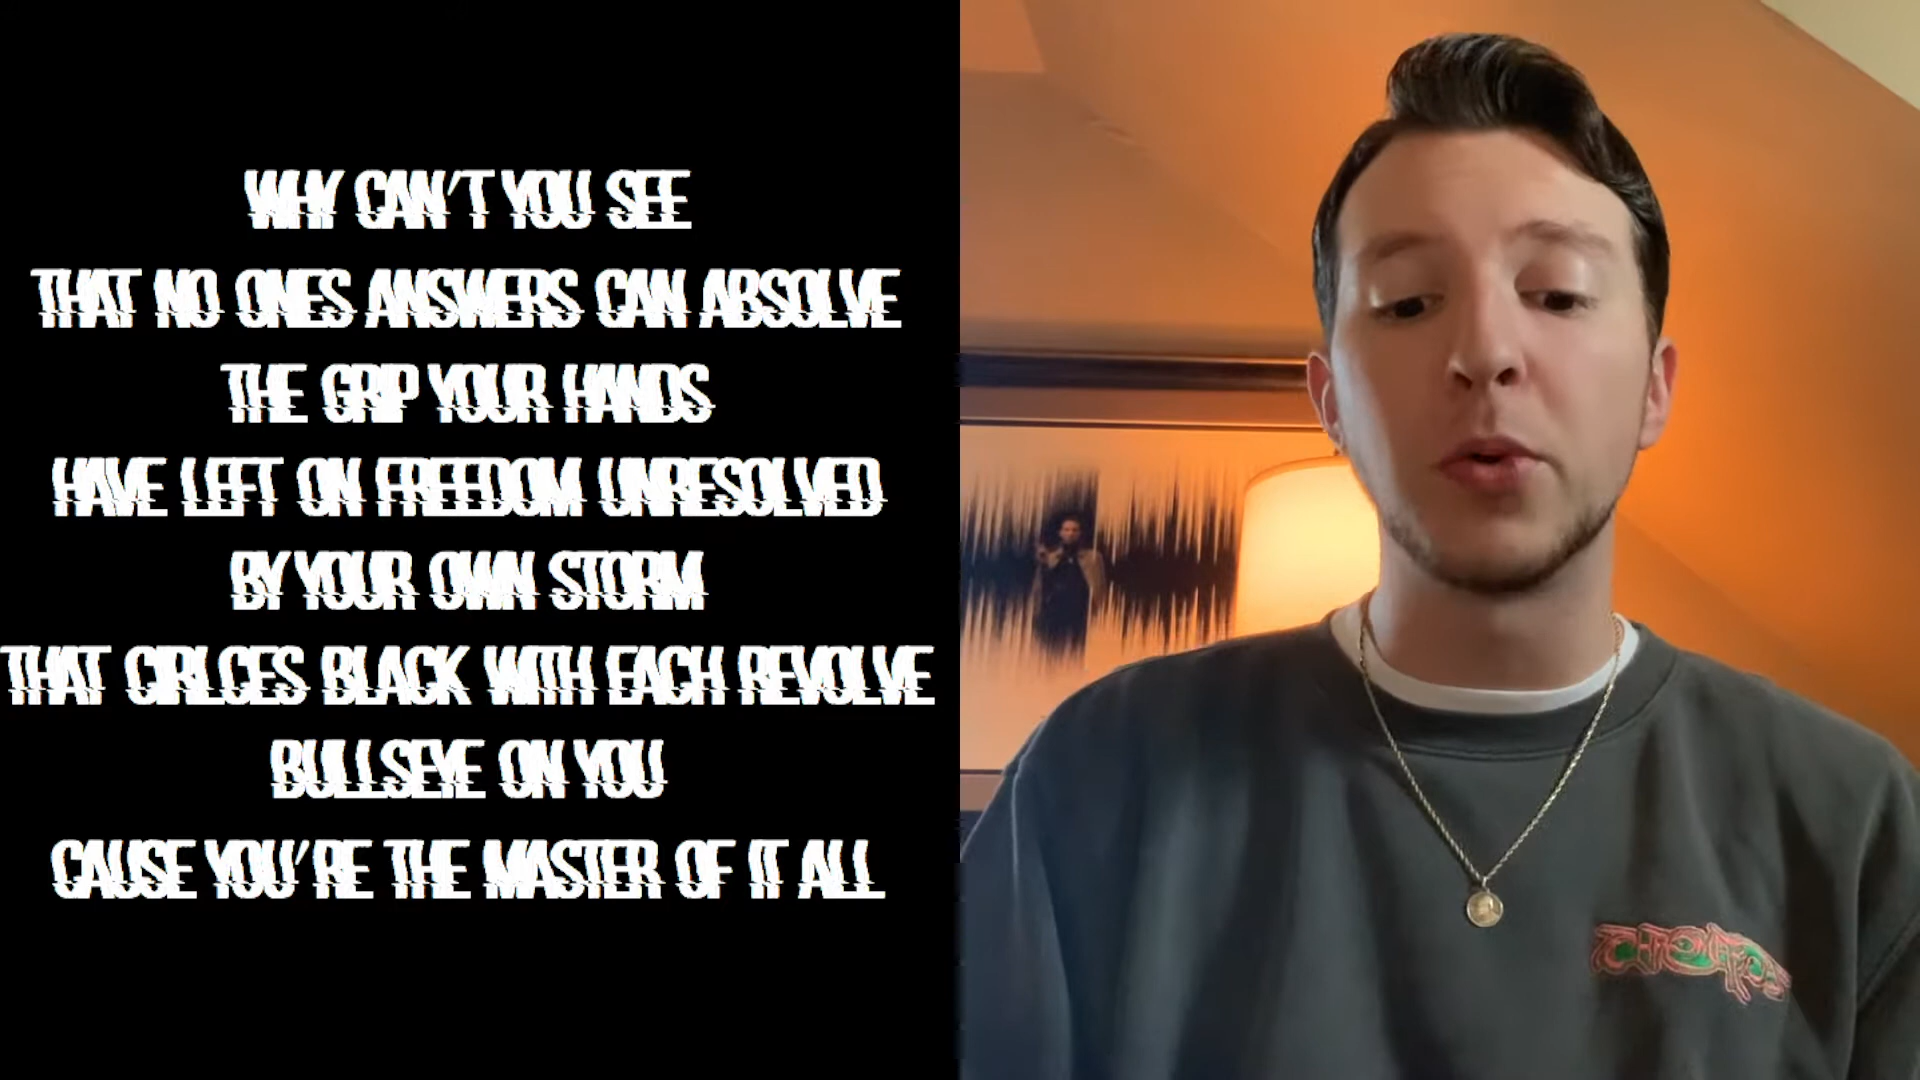 WHY CAN'T YOU SEE
THAT NO ONES ANSWERS CAN ABSOLVE
THE GRIP YOUR HANDS
HAVE LEFT ON FREEDOM UNRESOLVED
BY YOUR OWN STORM
THAT CIRLCES BLACK WITH EACH REVOLVE
BULLSEYE ON YOU
CAUSE YOU'RE THE MASTER OF IT ALL